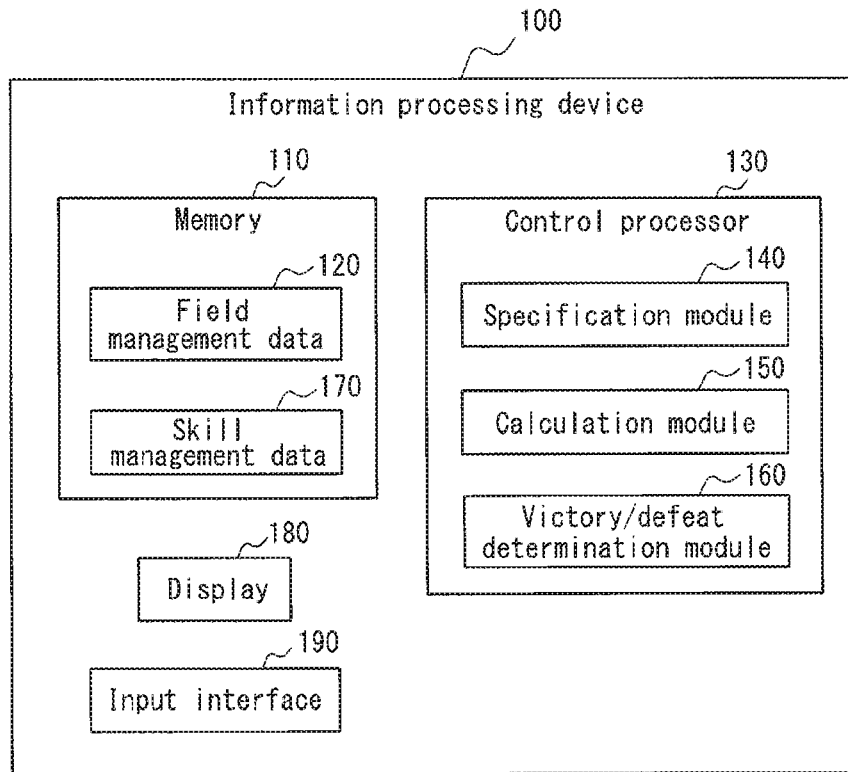 100
Information processing device
110
Memory
120
Field
management data
170
Skill
management data
130
Control processor
140
Specification module
150
Calculation module
160
Victory/defeat
determination module
180
Display
190
Input interface